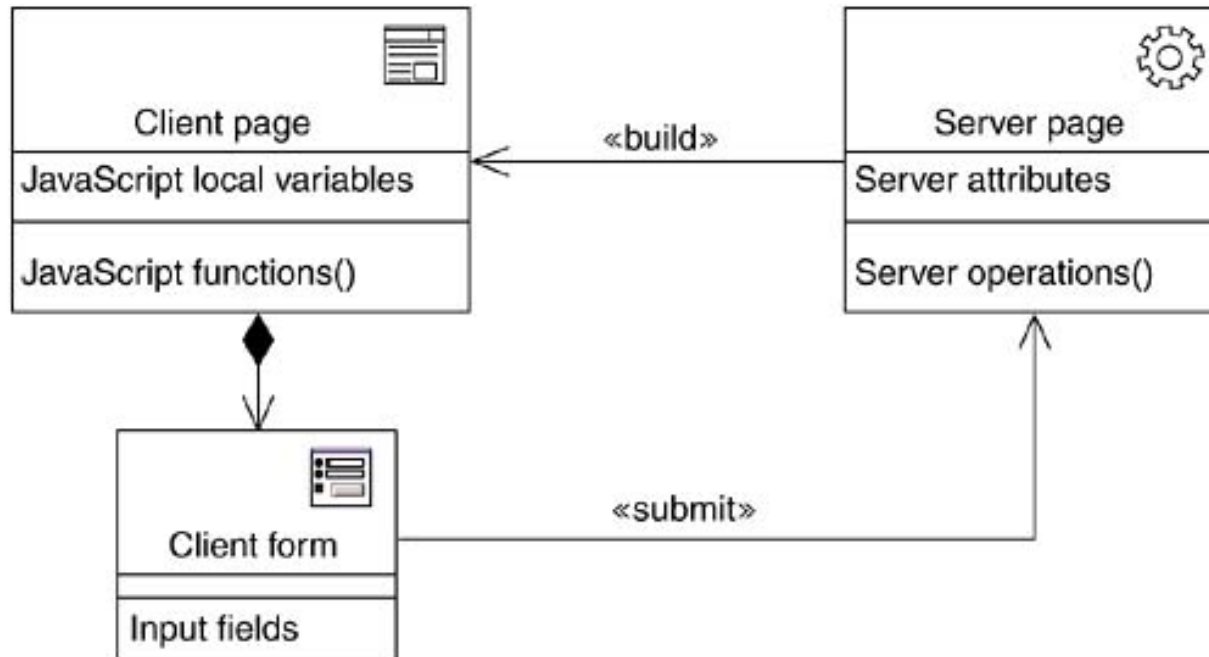 Client page
JavaScript local variables
JavaScript functions()
«build»
Server page
Server attributes
Server operations()
Client form
Input fields
«submit»